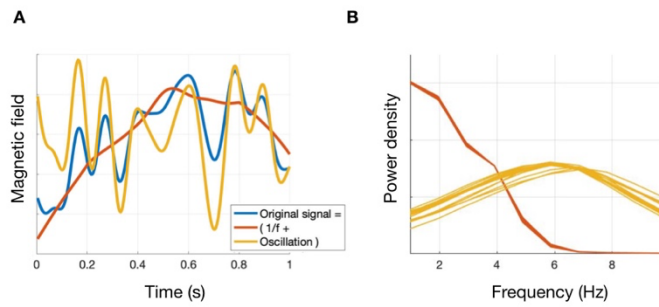 A
B
Magnetic field
Original signal =
( 1/f +
Oscillation )
0
0.2
0.4
0.6
0.8
1
Time (s)
Power density
2
4
6
8
Frequency (Hz)